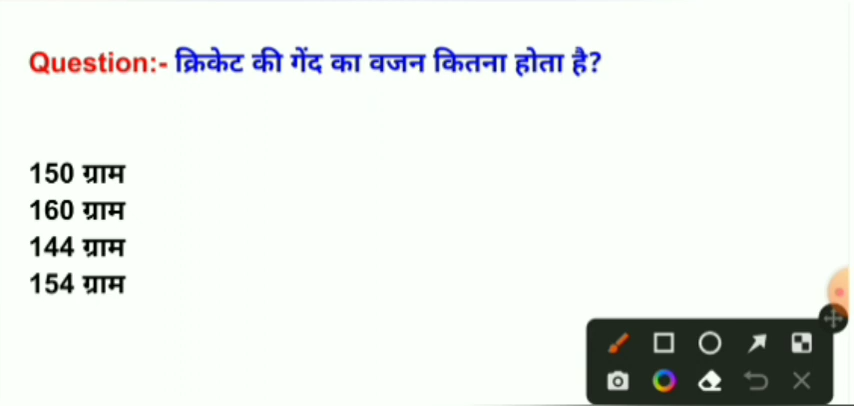 Question:- क्रिकेट की गेंद का वजन कितना होता है?
150 ग्राम
160 ग्राम
144 ग्राम
154 ग्राम